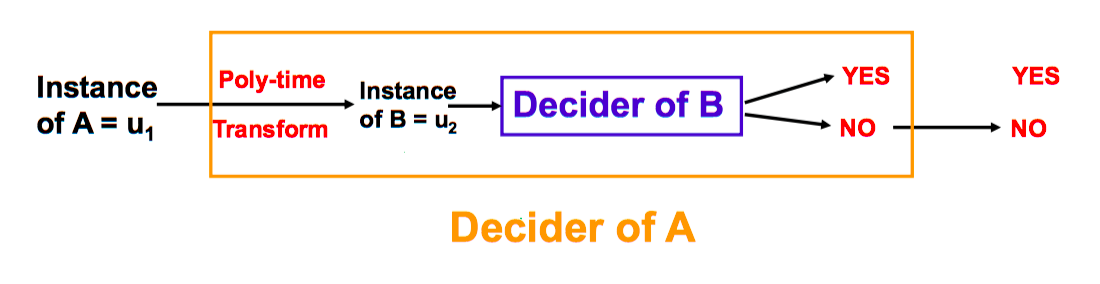 Instance
of A = u1
Poly-time
Transform
Instance
of B = u2
Decider of B
YES
NO
YES
NO
Decider of A